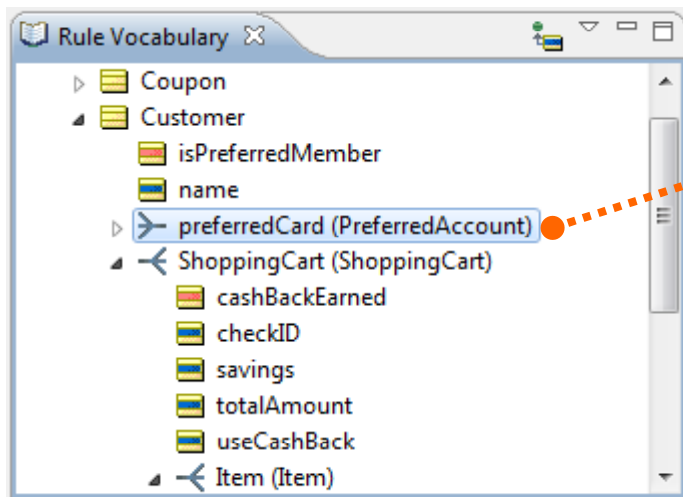 Rule Vocabulary
Coupon
Customer
isPreferredMember
name
preferredCard (PreferredAccount)
ShoppingCart (ShoppingCart)
cashBackEarned
checkID
savings
totalAmount
useCashBack
Item (Item)